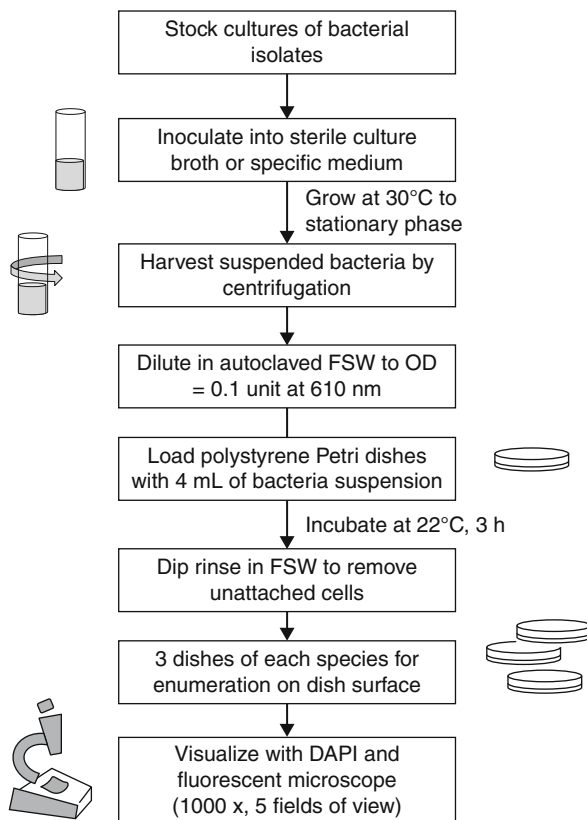 Stock cultures of bacterial
isolates
Inoculate into sterile culture
broth or specific medium
Grow at 30°C to
stationary phase
Harvest suspended bacteria by
centrifugation
Dilute in autoclaved FSW to OD
= 0.1 unit at 610 nm
Load polystyrene Petri dishes
with 4 mL of bacteria suspension
Incubate at 22°C, 3 h
Dip rinse in FSW to remove
unattached cells
3 dishes of each species for
enumeration on dish surface
Visualize with DAPI and
fluorescent microscope
(1000 x, 5 fields of view)